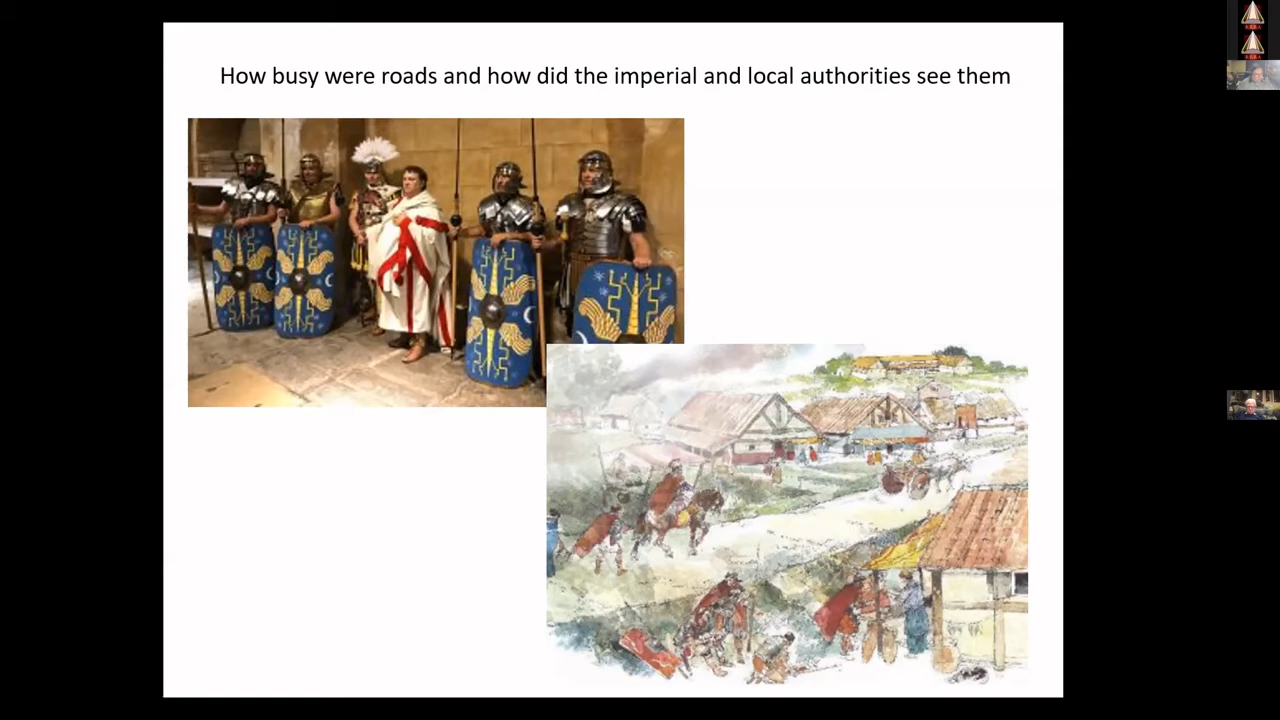 How busy were roads and how did the imperial and local authorities see them